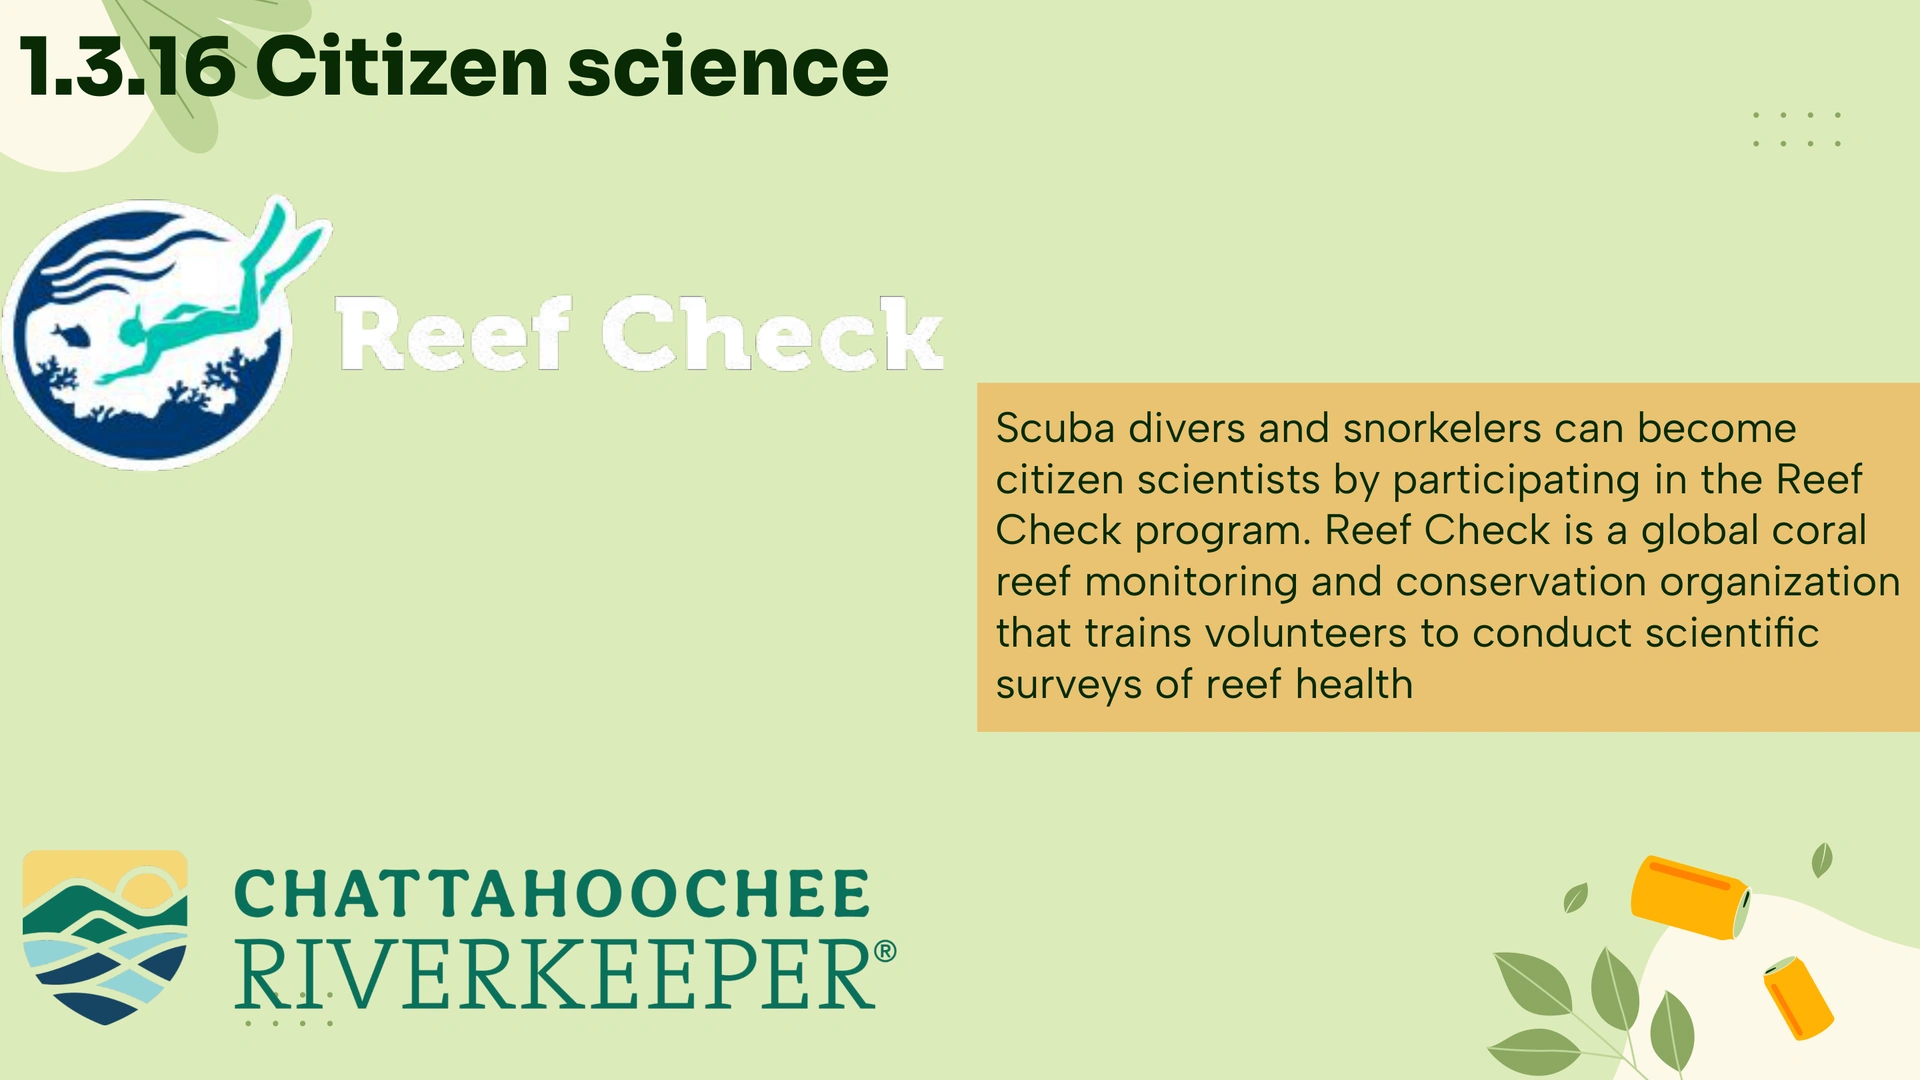 1.3.16 Citizen science
Reef Check
Scuba divers and snorkelers can become
citizen scientists by participating in the Reef
Check program. Reef Check is a global coral
reef monitoring and conservation organization
that trains volunteers to conduct scientific
surveys of reef health
CHATTAHOOCHEE
RIVERKEEPER®